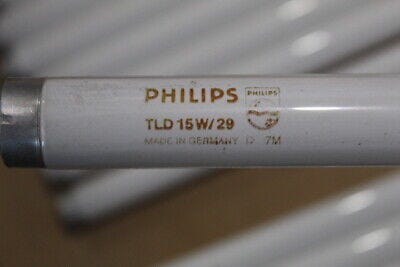 PHILIPS
PHILIPS
TLD 15W/29
MADE IN GERMANY D 7M